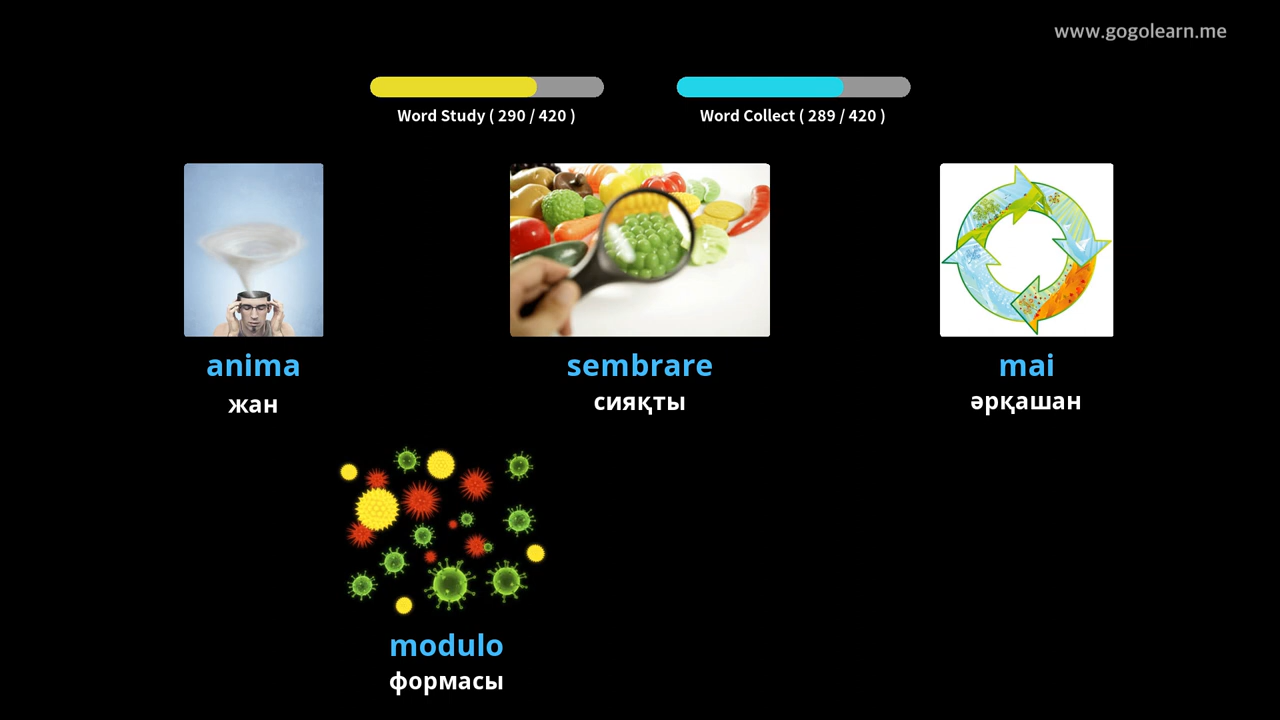 www.gogolearn.me
Word Study ( 290 / 420 )
Word Collect ( 289 / 420 )
anima
жан
sembrare
сияқты
mai
әрқашан
modulo
формасы